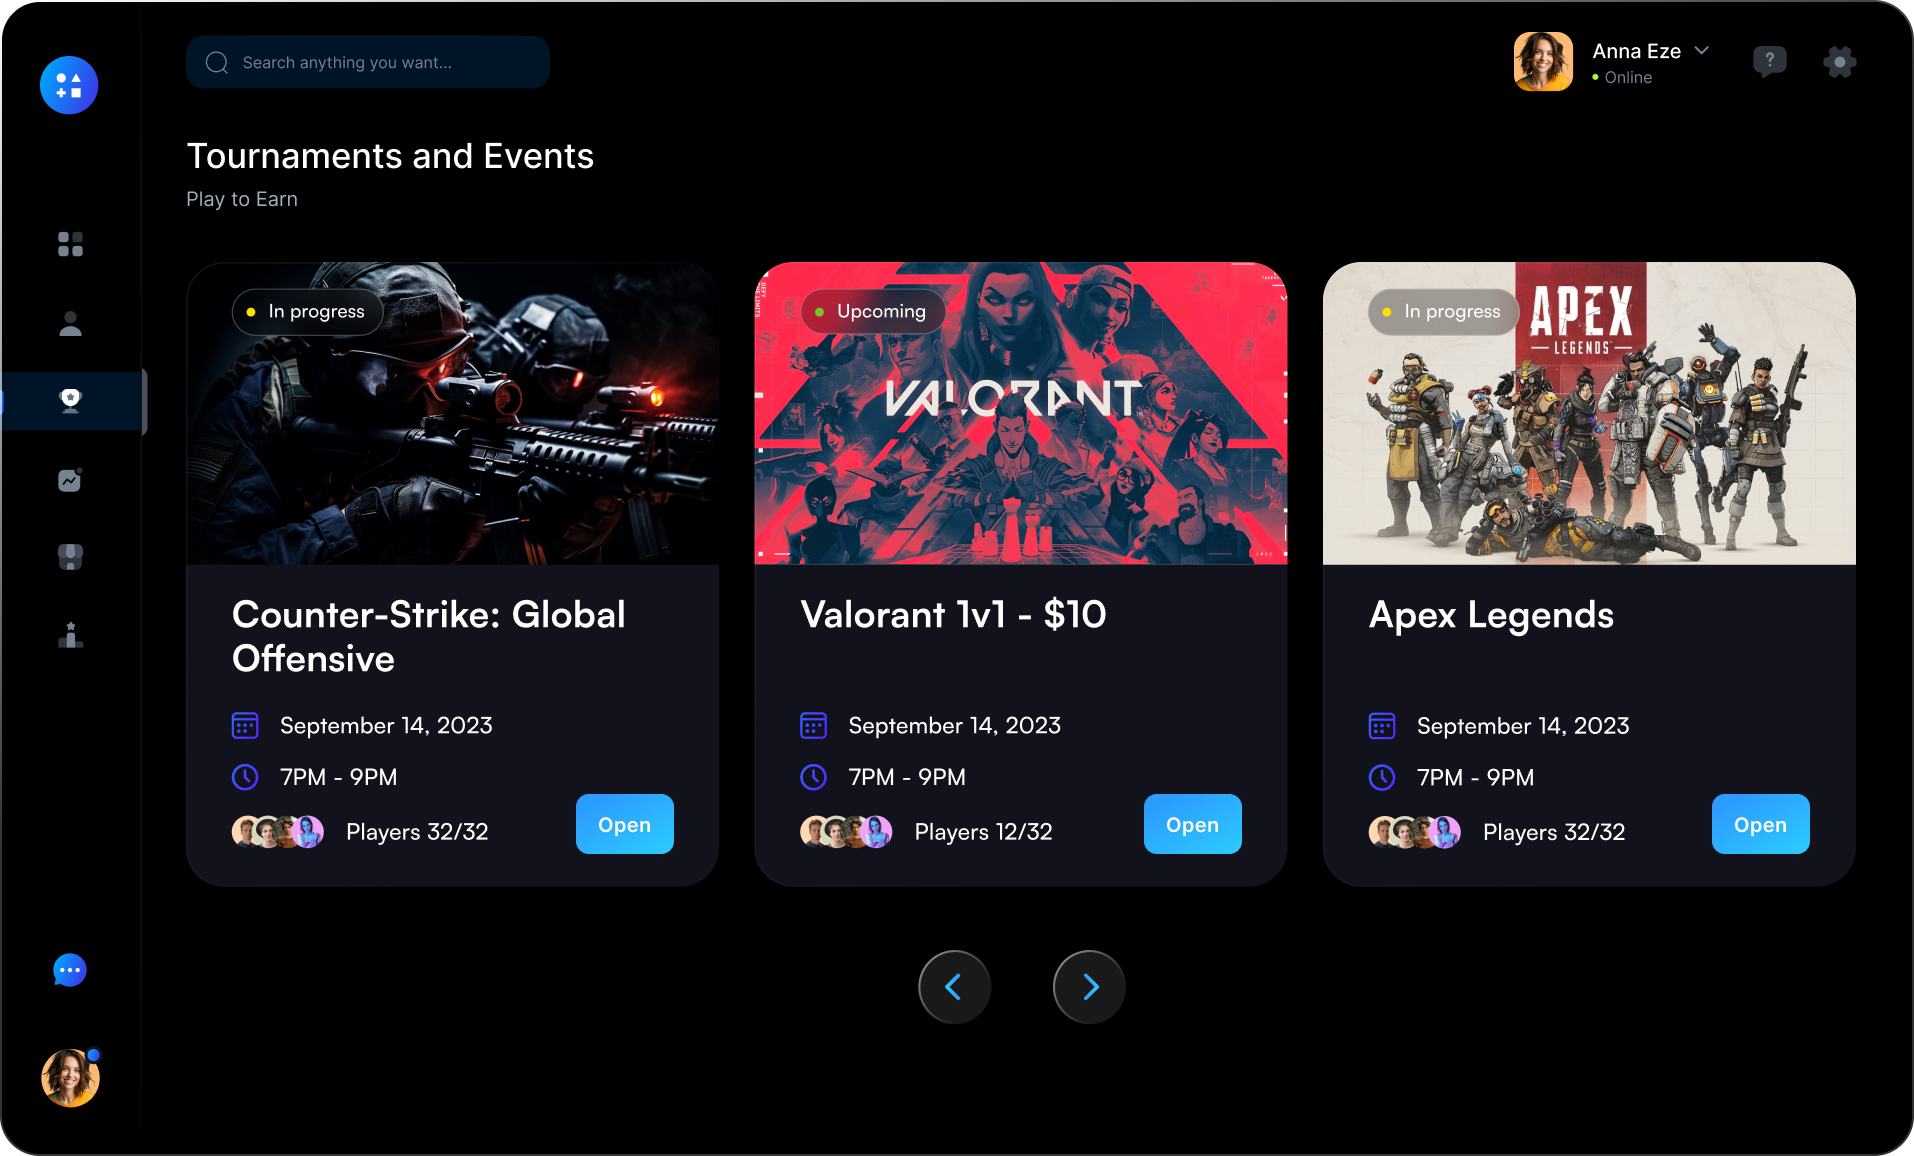 Search anything you want...
Anna Eze
Online
?
Tournaments and Events
Play to Earn
In progress
Counter-Strike: Global
Offensive
September 14, 2023
7PM - 9PM
Players 32/32
Open
Upcoming
VALORANT
Valorant 1v1 - $10
September 14, 2023
7PM - 9PM
Players 12/32
Open
In progress
APEX
LEGENDS
Apex Legends
September 14, 2023
7PM - 9PM
Players 32/32
Open